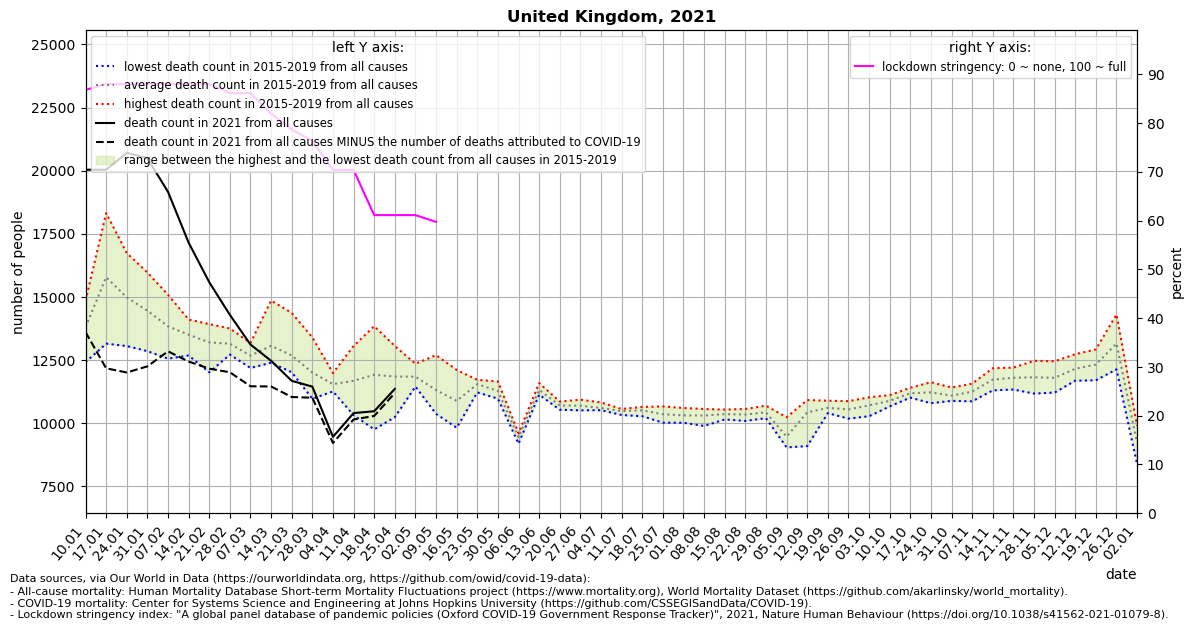 United Kingdom, 2021
left Y axis:
lowest death count in 2015-2019 from all causes
average death count in 2015-2019 from all causes
highest death count in 2015-2019 from all causes
death count in 2021 from all causes
death count in 2021 from all causes MINUS the number of deaths attributed to COVID-19
range between the highest and the lowest death count from all causes in 2015-2019
right Y axis:
lockdown stringency: 0 ~ none, 100 ~ full
number of people
25000
22500
20000
17500
15000
12500
10000
7500
percent
90
80
70
60
50
40
30
20
10
0
10.01 17.01 24.01 31.01 07.02 14.02 21.02 28.02 07.03 14.03 21.03 28.03 04.04 11.04 18.04 25.04 02.05 09.05 16.05 23.05 30.05 06.06 13.06 20.06 27.06 04.07 11.07 18.07 25.07 01.08 08.08 15.08 22.08 29.08 05.09 12.09 19.09 26.09 03.10 10.10 17.10 24.10 31.10 07.11 14.11 21.11 28.11 05.12 12.12 19.12 26.12 02.01
date
Data sources, via Our World in Data (https://ourworldindata.org, https://github.com/owid/covid-19-data):
- All-cause mortality: Human Mortality Database Short-term Mortality Fluctuations project (https://www.mortality.org), World Mortality Dataset (https://github.com/akarlinsky/world_mortality).
- COVID-19 mortality: Center for Systems Science and Engineering at Johns Hopkins University (https://github.com/CSSEGISandData/COVID-19).
- Lockdown stringency index: "A global panel database of pandemic policies (Oxford COVID-19 Government Response Tracker)", 2021, Nature Human Behaviour (https://doi.org/10.1038/s41562-021-01079-8).